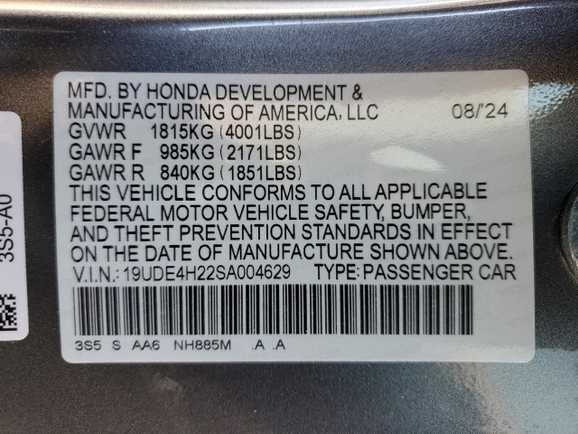 MFD. BY HONDA DEVELOPMENT &
MANUFACTURING OF AMERICA, LLC 08/'24
GVWR 1815KG (4001LBS)
GAWR F 985KG (2171LBS)
GAWR R 840KG (1851LBS)
THIS VEHICLE CONFORMS TO ALL APPLICABLE
FEDERAL MOTOR VEHICLE SAFETY, BUMPER,
AND THEFT PREVENTION STANDARDS IN EFFECT
ON THE DATE OF MANUFACTURE SHOWN ABOVE.
V.I.N.: 19UDE4H22SA004629 TYPE: PASSENGER CAR
3S5 S AA6 NH885M .A .A
3S5-A0